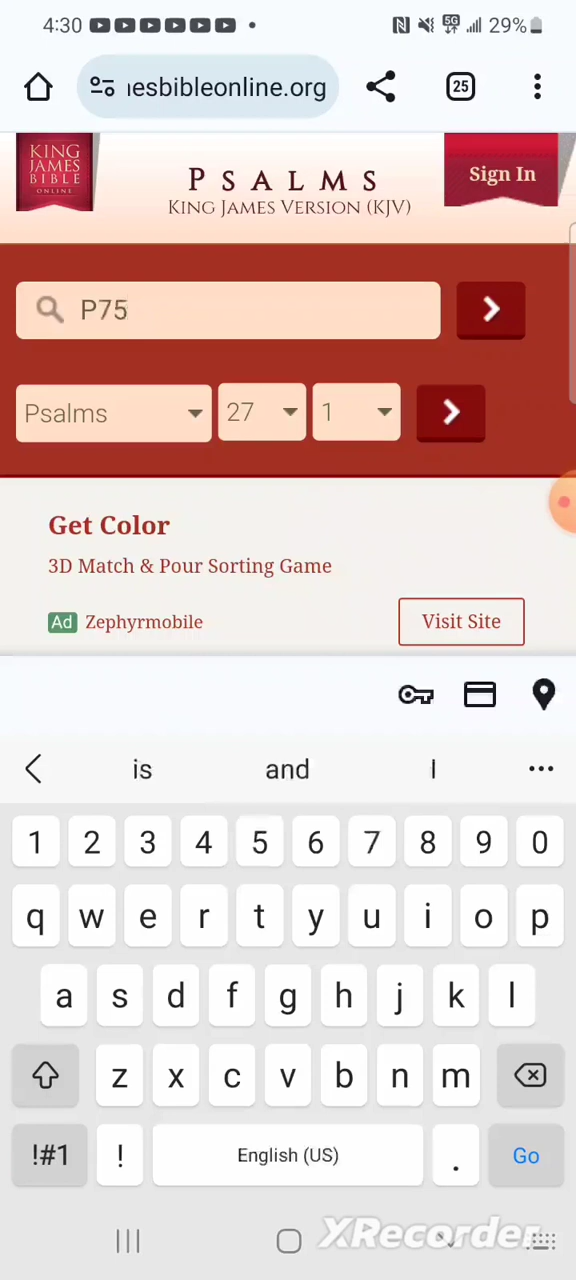 4:30
5G
29%
nesbibleonline.org
25
KING
JAMES
BIBLE
ONLINE
PSALMS
KING JAMES VERSION (KJV)
Sign In
P75
Psalms 27 1
Get Color
3D Match & Pour Sorting Game
Ad Zephyrmobile
Visit Site
is and I
1 2 3 4 5 6 7 8 9 0
q w e r t y u i o p
a s d f g h j k l
z x c v b n m
!#1 ! English (US) . Go
XRecorder